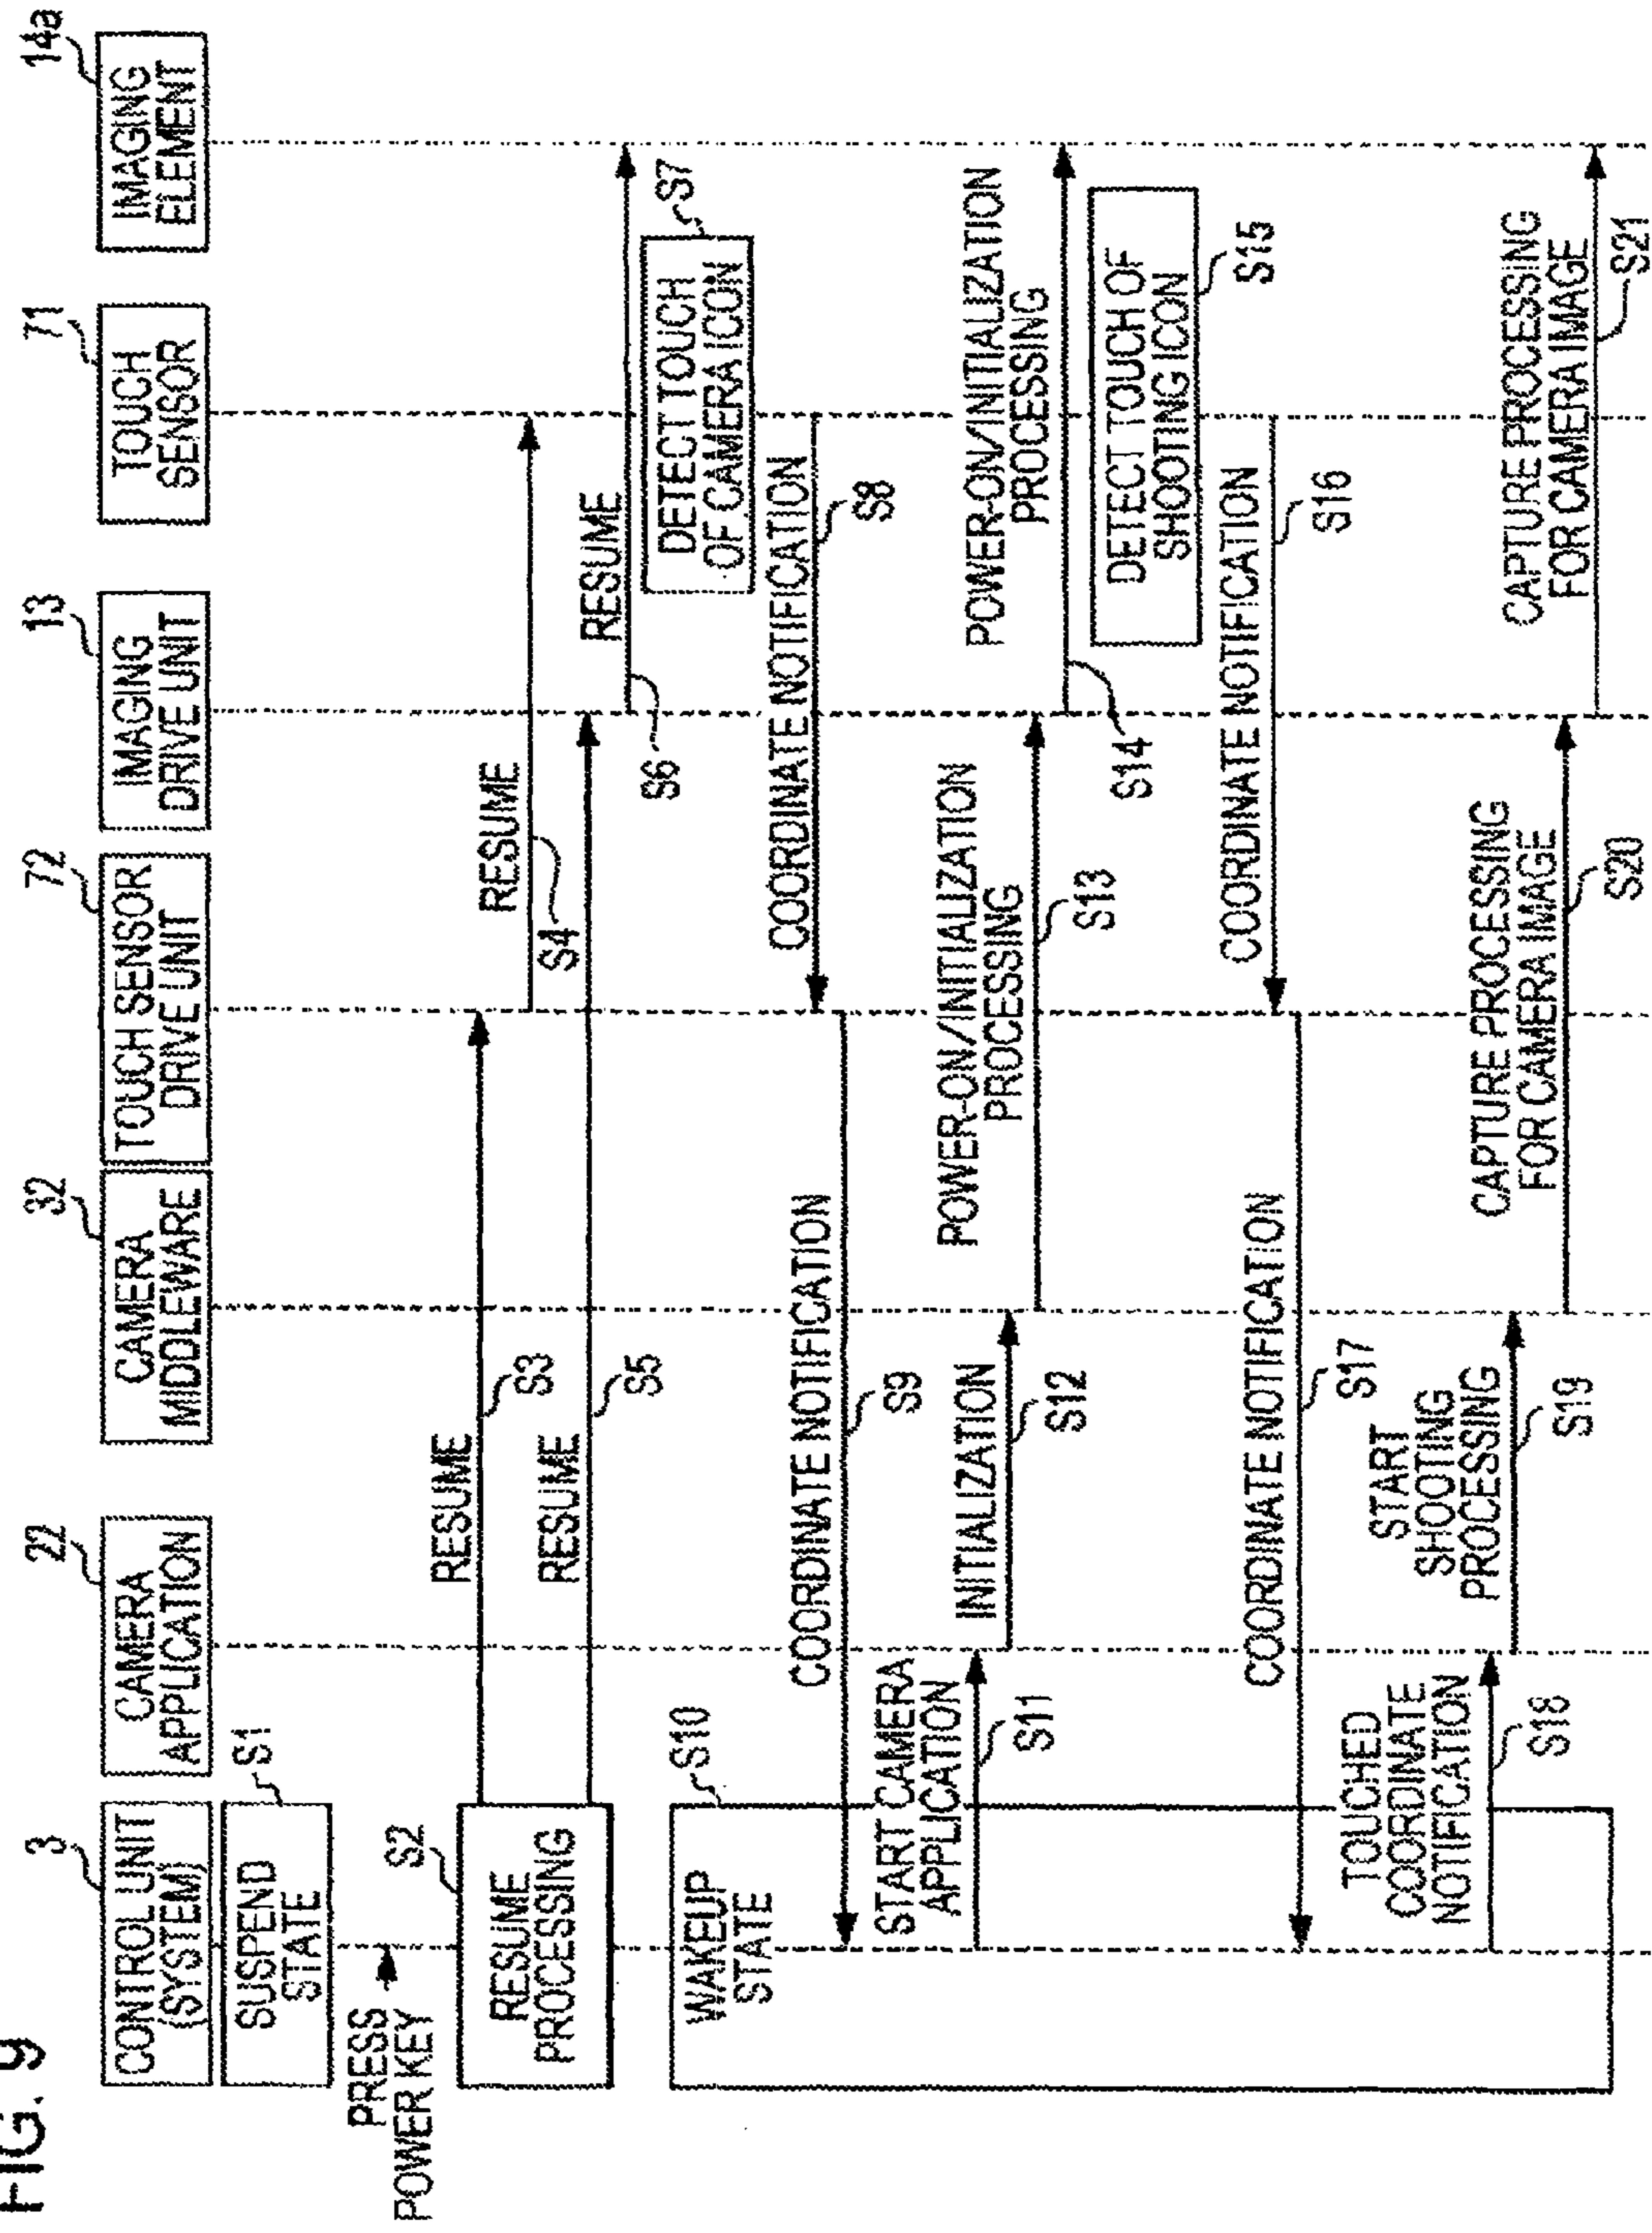 FIG. 9
3
CONTROL UNIT
(SYSTEM)
22
CAMERA
APPLICATION
32
CAMERA
MIDDLEWARE
72
TOUCH SENSOR
DRIVE UNIT
13
IMAGING
DRIVE UNIT
71
TOUCH
SENSOR
14a
IMAGING
ELEMENT
SUSPEND
STATE
S1
PRESS
POWER KEY
S2
RESUME
PROCESSING
RESUME
S3
RESUME
S4
RESUME
S5
RESUME
S6
DETECT TOUCH
OF CAMERA ICON
S7
COORDINATE NOTIFICATION
S8
COORDINATE NOTIFICATION
S9
WAKEUP
STATE
S10
START CAMERA
APPLICATION
S11
INITIALIZATION
S12
POWER-ON/INITIALIZATION
PROCESSING
S13
POWER-ON/INITIALIZATION
PROCESSING
S14
DETECT TOUCH OF
SHOOTING ICON
S15
COORDINATE NOTIFICATION
S16
COORDINATE NOTIFICATION
S17
TOUCHED
COORDINATE
NOTIFICATION
S18
START
SHOOTING
PROCESSING
S19
CAPTURE PROCESSING
FOR CAMERA IMAGE
S20
CAPTURE PROCESSING
FOR CAMERA IMAGE
S21